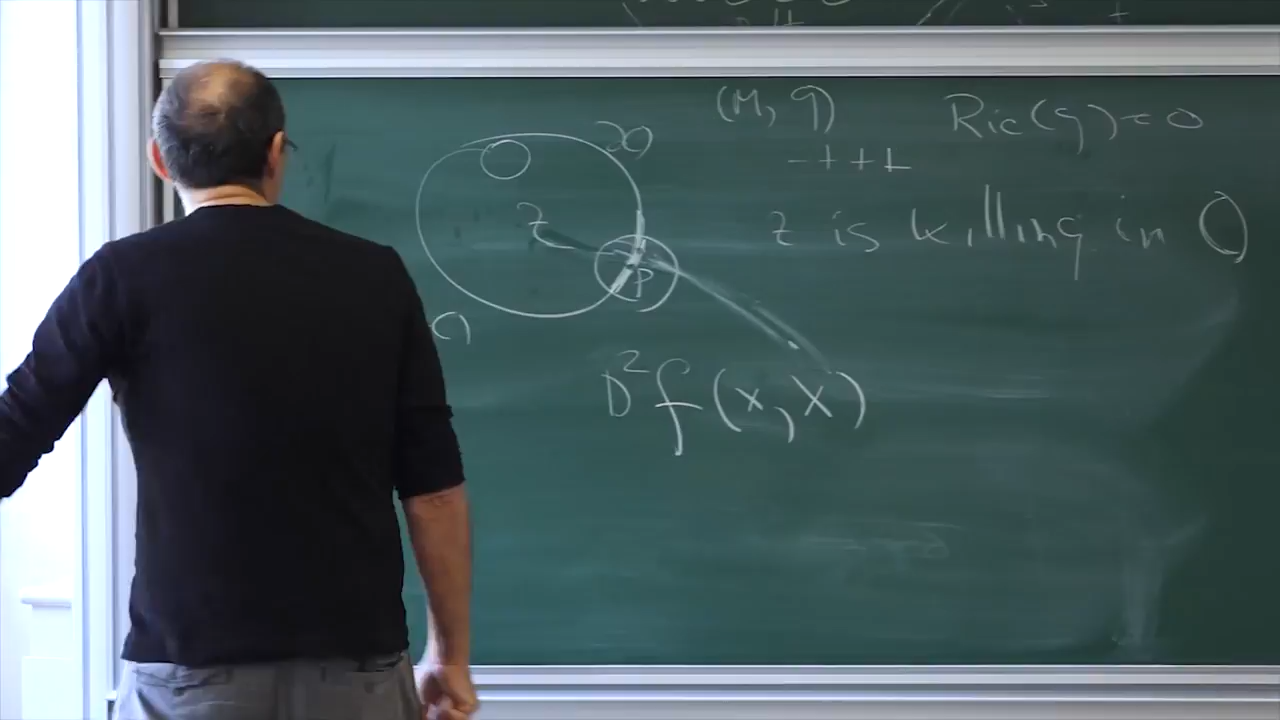 (M, g) Ric(g) = 0
- + + +
Z is killing in O
Z
p
D²f(X, X)